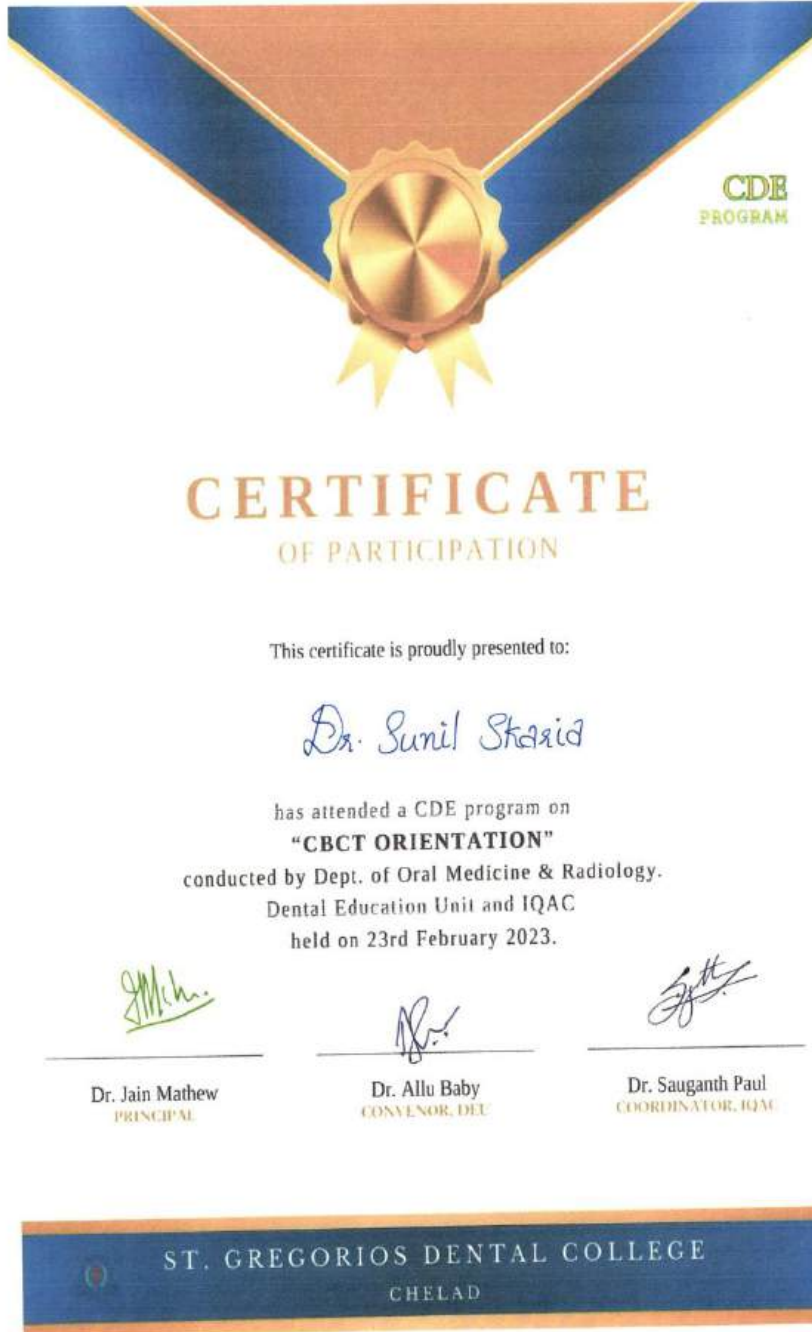 CDE
PROGRAM
CERTIFICATE
OF PARTICIPATION
This certificate is proudly presented to:
Dr. Sunil Skaria
has attended a CDE program on
“CBCT ORIENTATION”
conducted by Dept. of Oral Medicine & Radiology.
Dental Education Unit and IQAC
held on 23rd February 2023.
Dr. Jain Mathew
PRINCIPAL
Dr. Allu Baby
CONVENOR, DEU
Dr. Sauganth Paul
COORDINATOR, IQAC
ST. GREGORIOS DENTAL COLLEGE
CHELAD